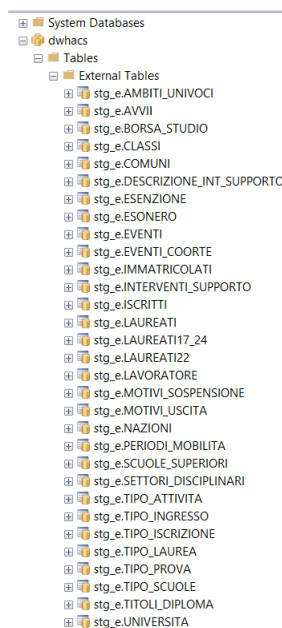 System Databases
dwhacs
Tables
External Tables
stg_e.AMBITI_UNIVOCI
stg_e.AVVII
stg_e.BORSA_STUDIO
stg_e.CLASSI
stg_e.COMUNI
stg_e.DESCRIZIONE_INT_SUPPORTO
stg_e.ESENZIONE
stg_e.ESONERO
stg_e.EVENTI
stg_e.EVENTI_COORTE
stg_e.IMMATRICOLATI
stg_e.INTERVENTI_SUPPORTO
stg_e.ISCRITTI
stg_e.LAUREATI
stg_e.LAUREATI17_24
stg_e.LAUREATI22
stg_e.LAVORATORE
stg_e.MOTIVI_SOSPENSIONE
stg_e.MOTIVI_USCITA
stg_e.NAZIONI
stg_e.PERIODI_MOBILITA
stg_e.SCUOLE_SUPERIORI
stg_e.SETTORI_DISCIPLINARI
stg_e.TIPO_ATTIVITA
stg_e.TIPO_INGRESSO
stg_e.TIPO_ISCRIZIONE
stg_e.TIPO_LAUREA
stg_e.TIPO_PROVA
stg_e.TIPO_SCUOLE
stg_e.TITOLI_DIPLOMA
stg_e.UNIVERSITA